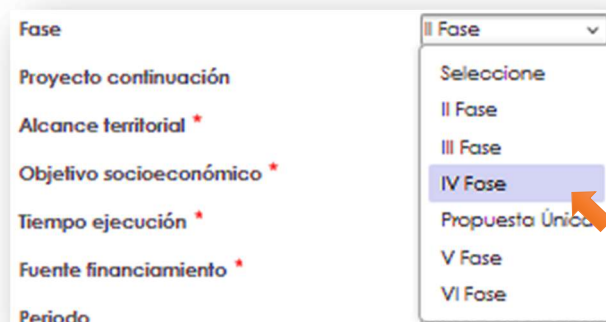 Fase
II Fase
Proyecto continuación
Seleccione
II Fase
Alcance territorial *
III Fase
Objetivo socioeconómico *
IV Fase
Tiempo ejecución *
Propuesta Única
V Fase
Fuente financiamiento *
VI Fase
Periodo